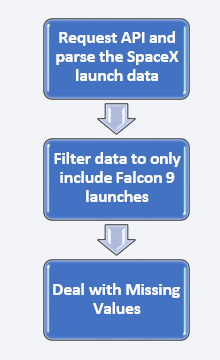 Request API and
parse the SpaceX
launch data
Filter data to only
include Falcon 9
launches
Deal with Missing
Values